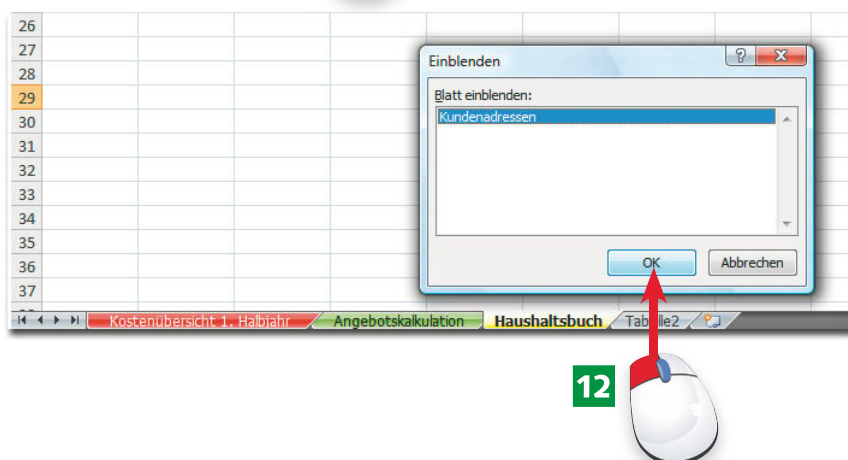 26
27
Einblenden
28
29
Blatt einblenden:
30
Kundenadressen
31
32
33
34
35
36
OK
Abbrechen
37
Kostenübersicht 1. Halbjahr
Angebotskalkulation
Haushaltsbuch
Tabelle2
12